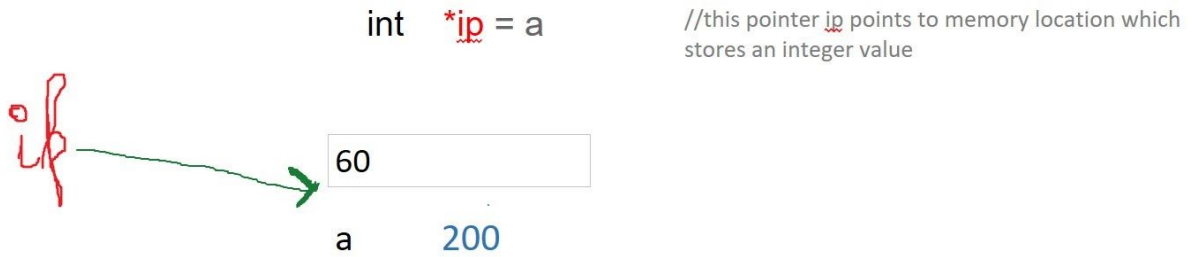 int *ip = a
//this pointer ip points to memory location which
stores an integer value
ip
60
a 200